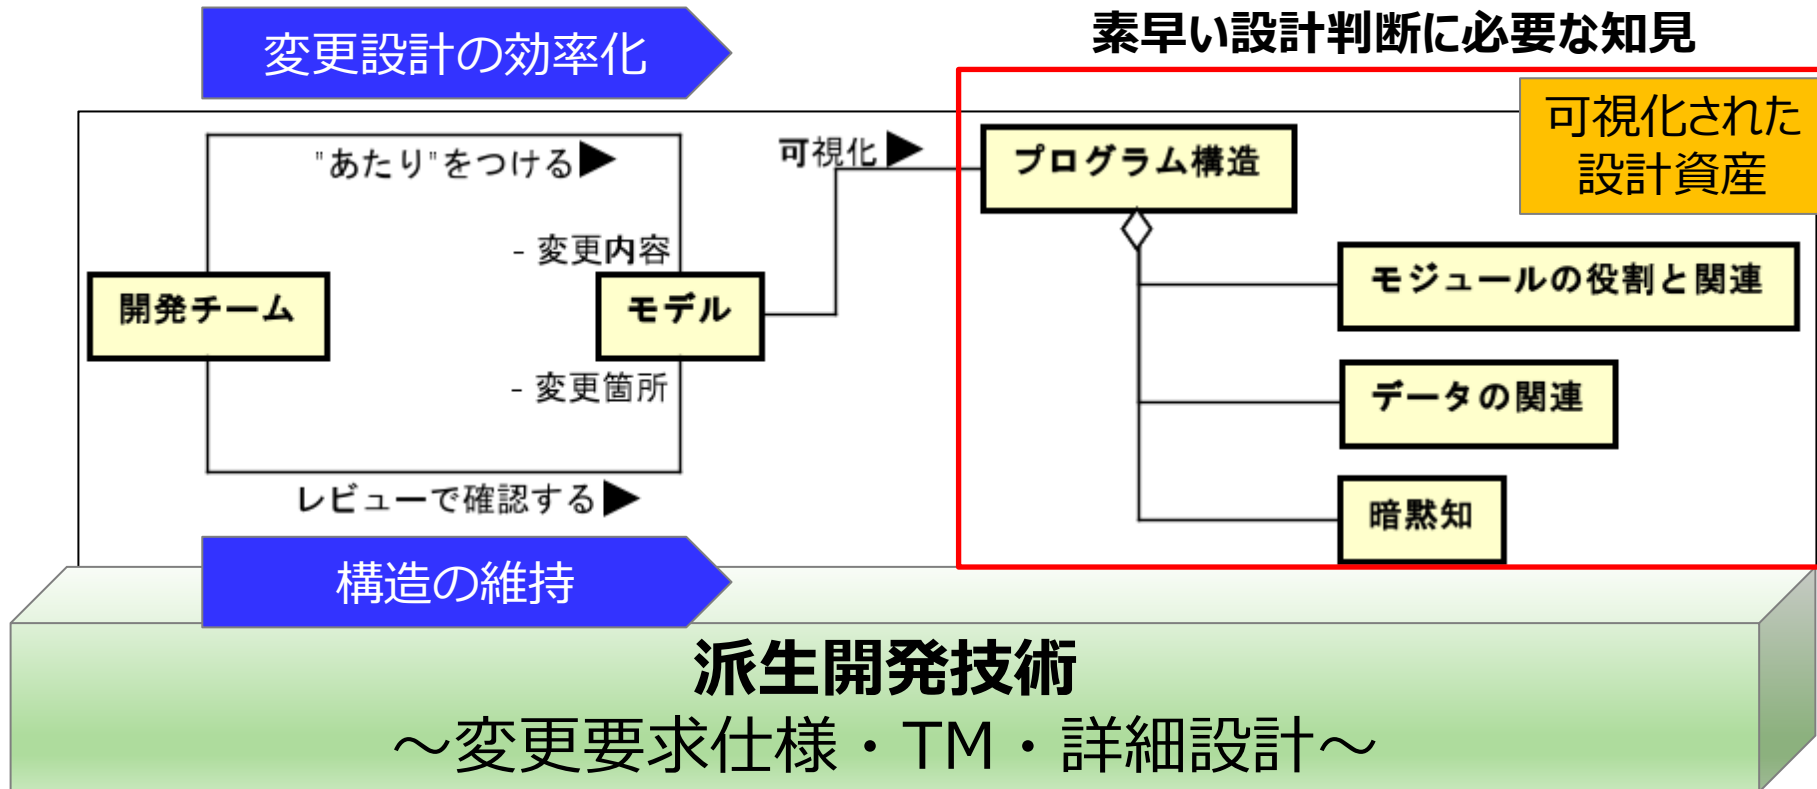 変更設計の効率化
素早い設計判断に必要な知見
可視化された
設計資産
"あたり"をつける▶
可視化▶
プログラム構造
- 変更内容
開発チーム
モデル
モジュールの役割と関連
- 変更箇所
データの関連
レビューで確認する▶
暗黙知
構造の維持
派生開発技術
～変更要求仕様・TM・詳細設計～